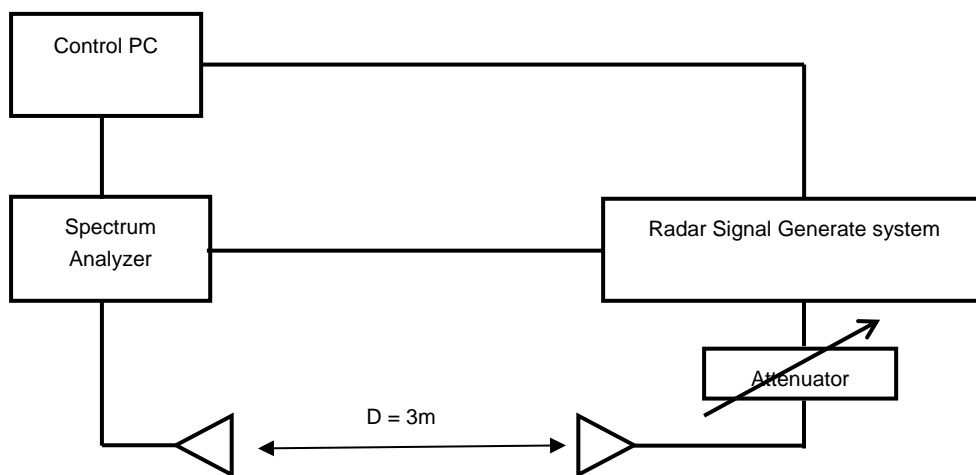 Control PC
Spectrum
Analyzer
Radar Signal Generate system
Attenuator
D = 3m